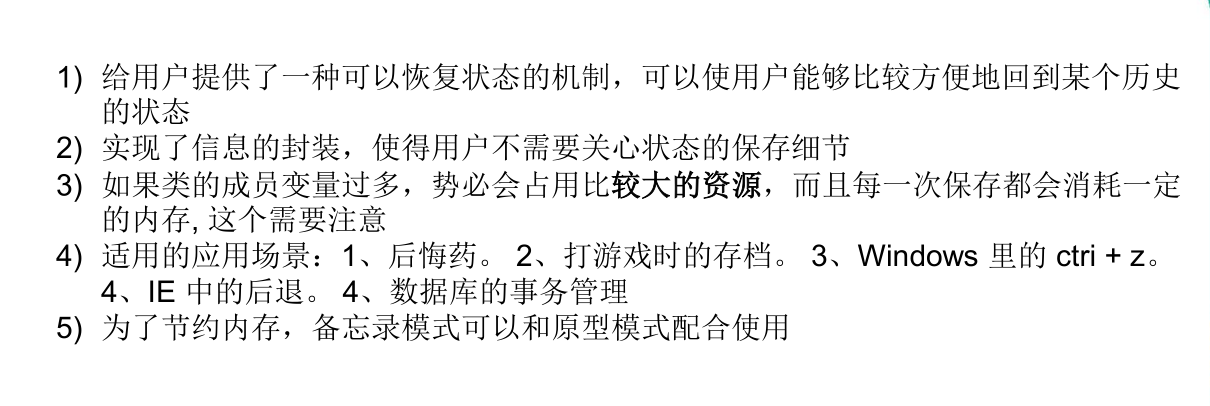 1) 给用户提供了一种可以恢复状态的机制，可以使用户能够比较方便地回到某个历史
的状态
2) 实现了信息的封装，使得用户不需要关心状态的保存细节
3) 如果类的成员变量过多，势必会占用比较大的资源，而且每一次保存都会消耗一定
的内存, 这个需要注意
4) 适用的应用场景：1、后悔药。 2、打游戏时的存档。 3、Windows 里的 ctri + z。
4、IE 中的后退。 4、数据库的事务管理
5) 为了节约内存，备忘录模式可以和原型模式配合使用